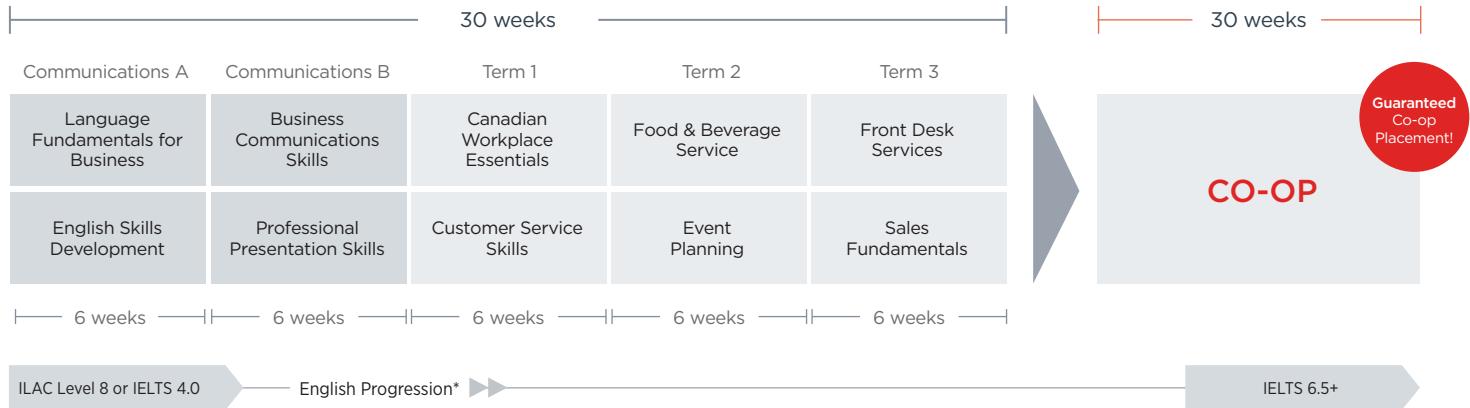 30 weeks
30 weeks
Communications A
Communications B
Term 1
Term 2
Term 3
Language
Fundamentals for
Business
Business
Communications
Skills
Canadian
Workplace
Essentials
Food & Beverage
Service
Front Desk
Services
Guaranteed
Co-op
Placement!
CO-OP
English Skills
Development
Professional
Presentation Skills
Customer Service
Skills
Event
Planning
Sales
Fundamentals
6 weeks
6 weeks
6 weeks
6 weeks
6 weeks
ILAC Level 8 or IELTS 4.0
English Progression*
IELTS 6.5+